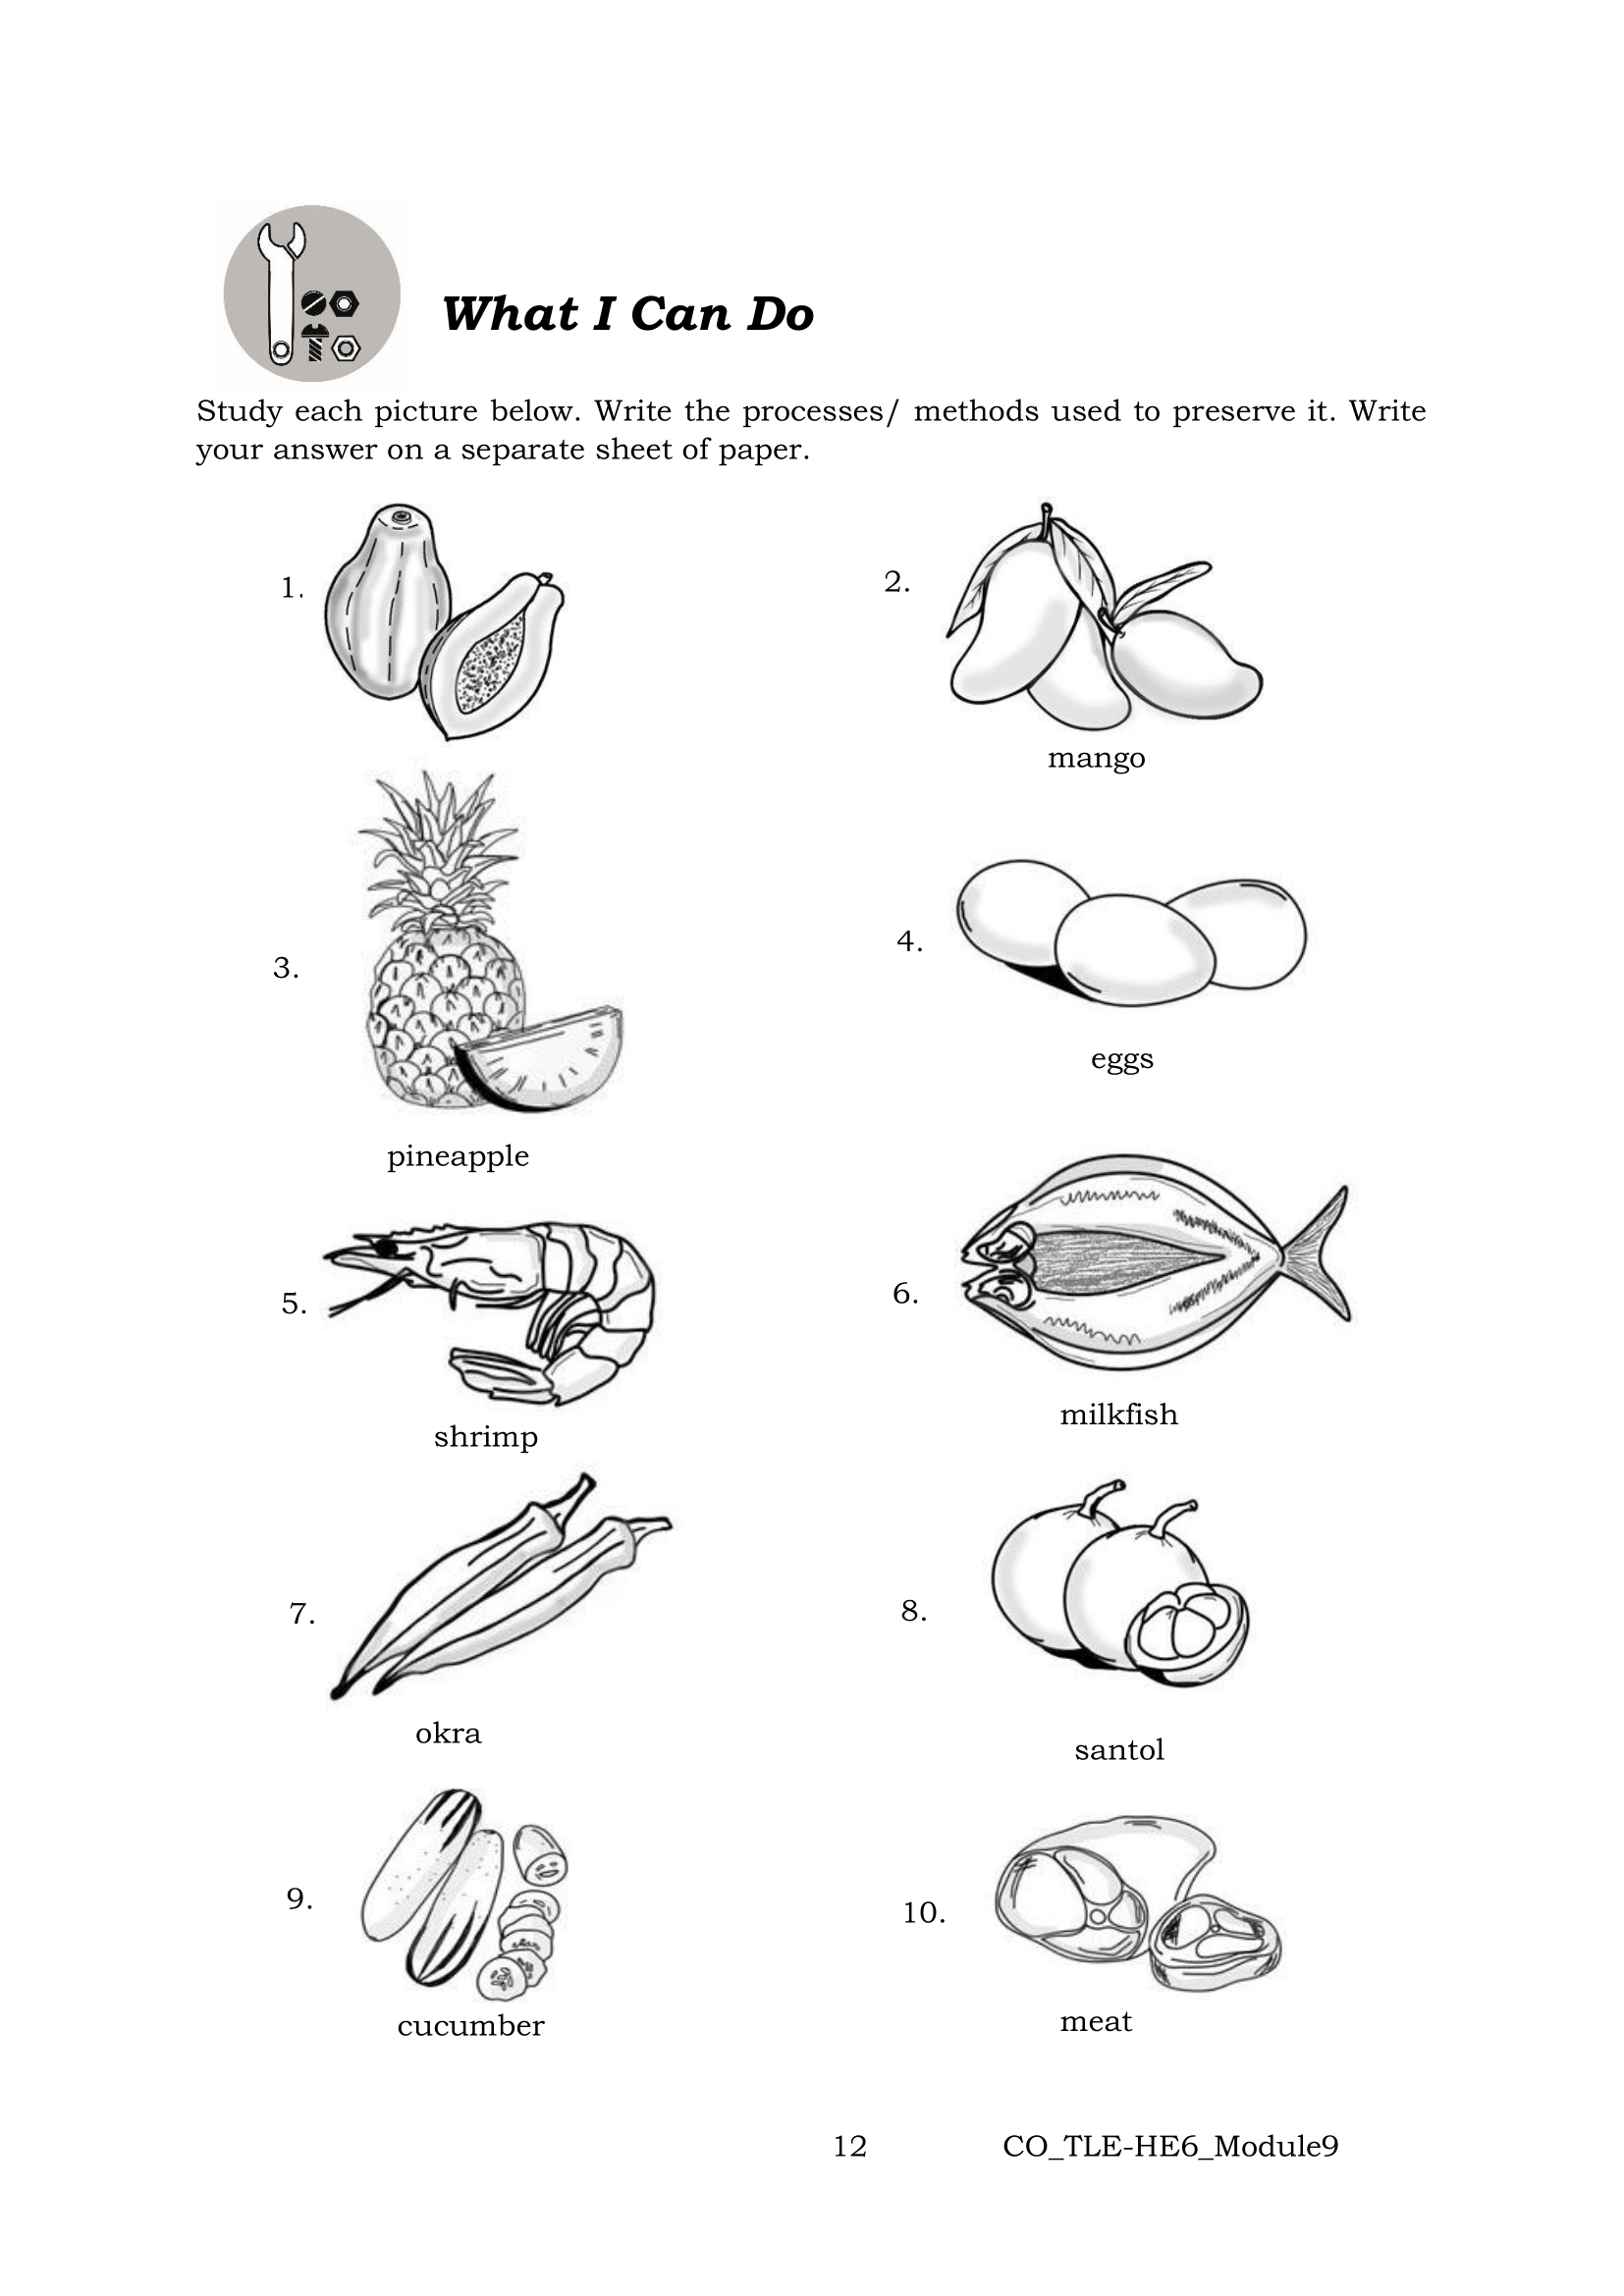 What I Can Do
Study each picture below. Write the processes/ methods used to preserve it. Write
your answer on a separate sheet of paper.
1.
2.
mango
3.
pineapple
4.
eggs
5.
shrimp
6.
milkfish
7.
okra
8.
santol
9.
cucumber
10.
meat
12 CO_TLE-HE6_Module9